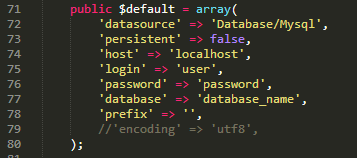 71 public $default = array(
72 'datasource' => 'Database/Mysql',
73 'persistent' => false,
74 'host' => 'localhost',
75 'login' => 'user',
76 'password' => 'password',
77 'database' => 'database_name',
78 'prefix' => '',
79 //'encoding' => 'utf8',
80 );